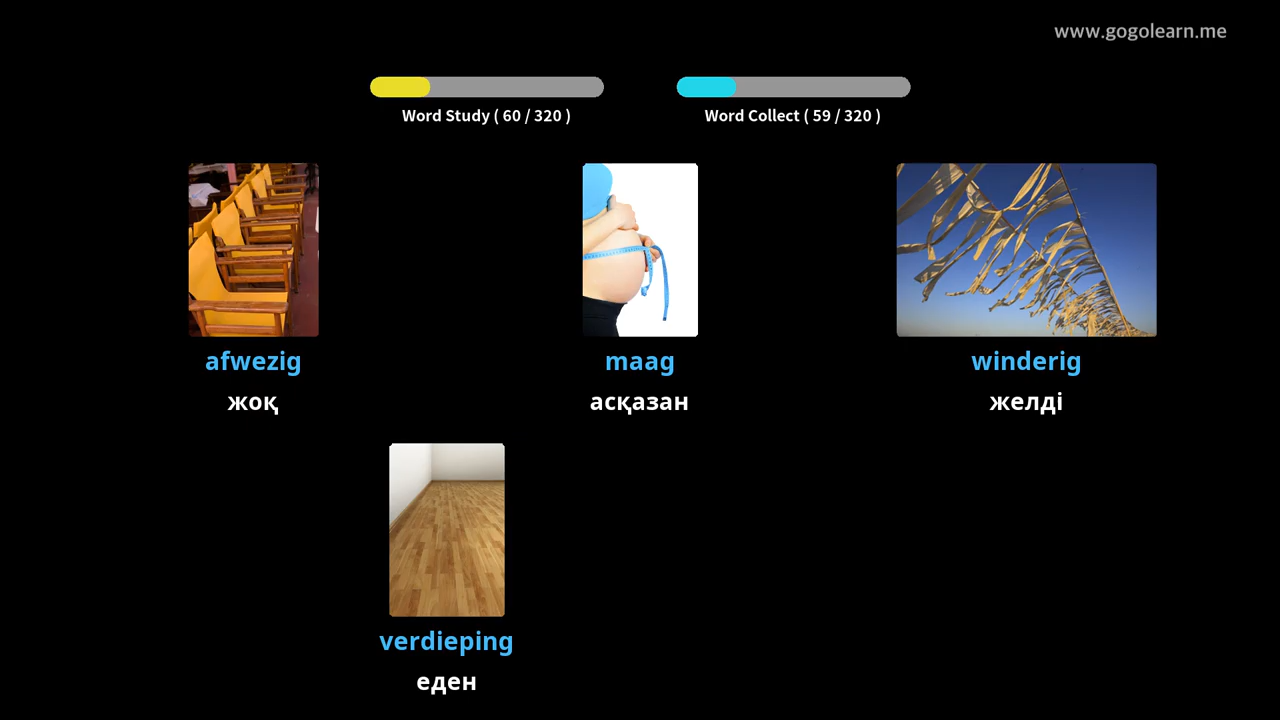 www.gogolearn.me
Word Study ( 60 / 320 )
Word Collect ( 59 / 320 )
afwezig
жоқ
maag
асқазан
winderig
желді
verdieping
еден